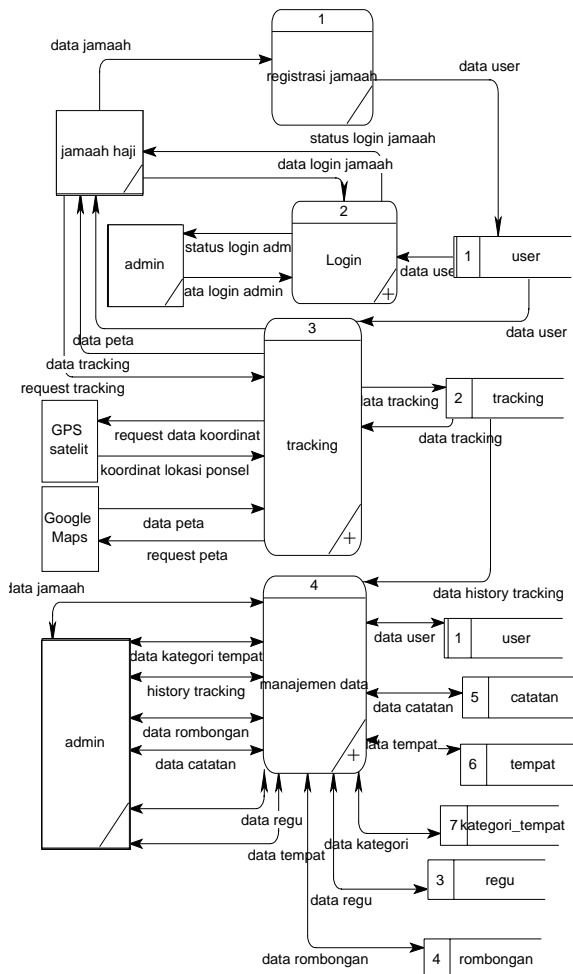 1
data jamaah
registrasi jamaah
data user
status login jamaah
jamaah haji
data login jamaah
2
status login adm
admin
Login
1 user
data use
ata login admin
3
data user
data peta
data tracking
request tracking
data tracking
2 tracking
GPS
satelit
request data koordinat
data tracking
tracking
koordinat lokasi ponsel
Google
Maps
data peta
request peta
4
data jamaah
data history tracking
data user
1 user
data kategori tempat
manajemen data
history tracking
data catatan
5 catatan
data rombongan
admin
data tempat
6 tempat
data catatan
data regu
data kategori
7 kategori_tempat
data tempat
data regu
3 regu
data rombongan
4 rombongan